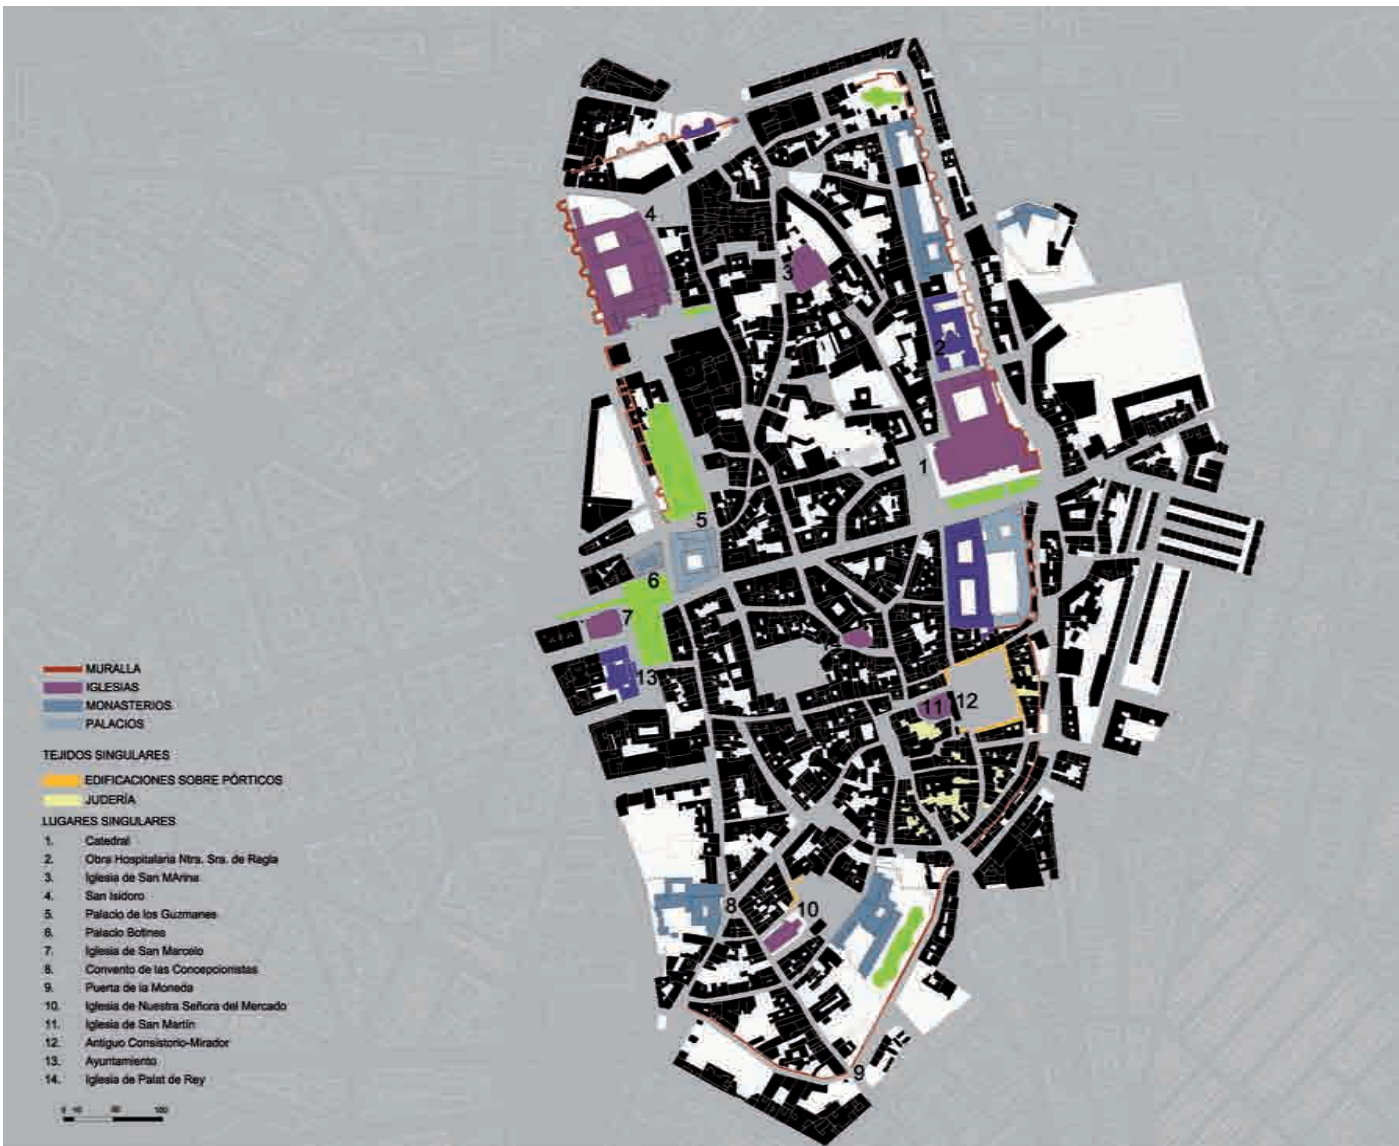 MURALLA
IGLESIAS
MONASTERIOS
PALACIOS
TEJIDOS SINGULARES
EDIFICACIONES SOBRE PÓRTICOS
JUDERÍA
LUGARES SINGULARES
1. Catedral
2. Obra Hospitalaria Ntra. Sra. de Regla
3. Iglesia de San MArina
4. San Isidoro
5. Palacio de los Guzmanes
6. Palacio Botines
7. Iglesia de San Marcelo
8. Convento de las Concepcionistas
9. Puerta de la Moneda
10. Iglesia de Nuestra Señora del Mercado
11. Iglesia de San Martín
12. Antiguo Consistorio-Mirador
13. Ayuntamiento
14. Iglesia de Palat de Rey
0 10 50 100
4
3
2
1
5
6
7
13
11 12
8
10
9